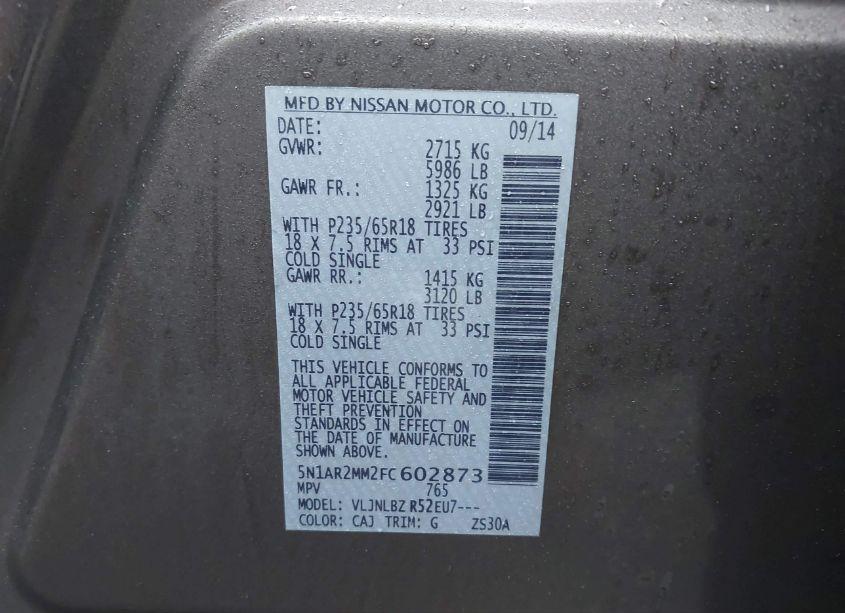 MFD BY NISSAN MOTOR CO., LTD.
DATE: 09/14
GVWR: 2715 KG
5986 LB
GAWR FR.: 1325 KG
2921 LB
WITH P235/65R18 TIRES
18 X 7.5 RIMS AT 33 PSI
COLD SINGLE
GAWR RR.: 1415 KG
3120 LB
WITH P235/65R18 TIRES
18 X 7.5 RIMS AT 33 PSI
COLD SINGLE
THIS VEHICLE CONFORMS TO
ALL APPLICABLE FEDERAL
MOTOR VEHICLE SAFETY AND
THEFT PREVENTION
STANDARDS IN EFFECT ON
THE DATE OF MANUFACTURE
SHOWN ABOVE.
5N1AR2MM2FC602873
MPV 765
MODEL: VLJNLBZ R52EU7---
COLOR: CAJ TRIM: G ZS30A